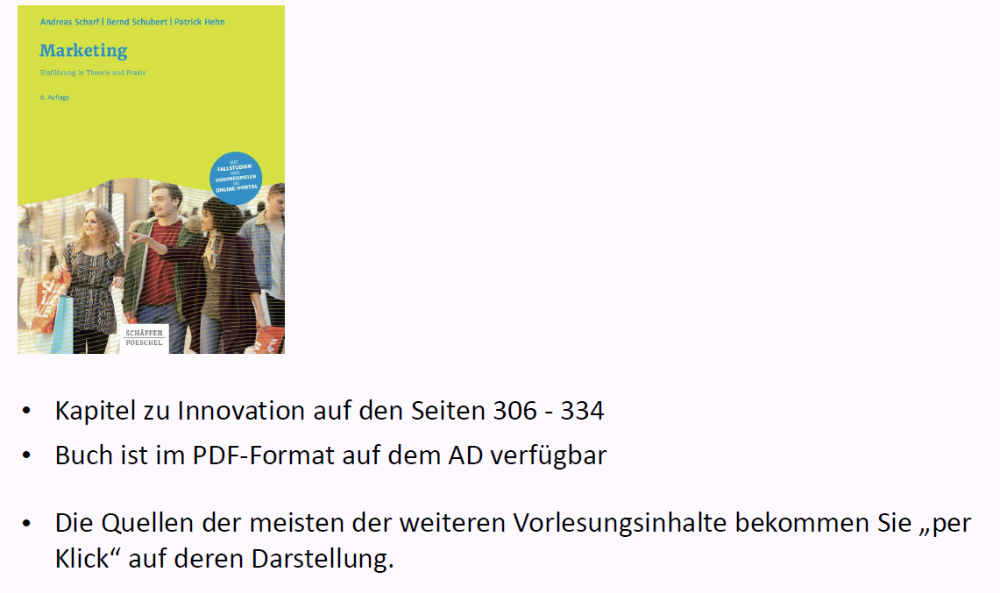 Andreas Scharf | Bernd Schubert | Patrick Hehn
Marketing
Einführung in Theorie und Praxis
6. Auflage
MIT
FALLSTUDIEN
UND
VIDEOBEISPIELEN
IM
ONLINE-PORTAL
SCHÄFFER
POESCHEL
• Kapitel zu Innovation auf den Seiten 306 - 334
• Buch ist im PDF-Format auf dem AD verfügbar
• Die Quellen der meisten der weiteren Vorlesungsinhalte bekommen Sie „per
Klick“ auf deren Darstellung.